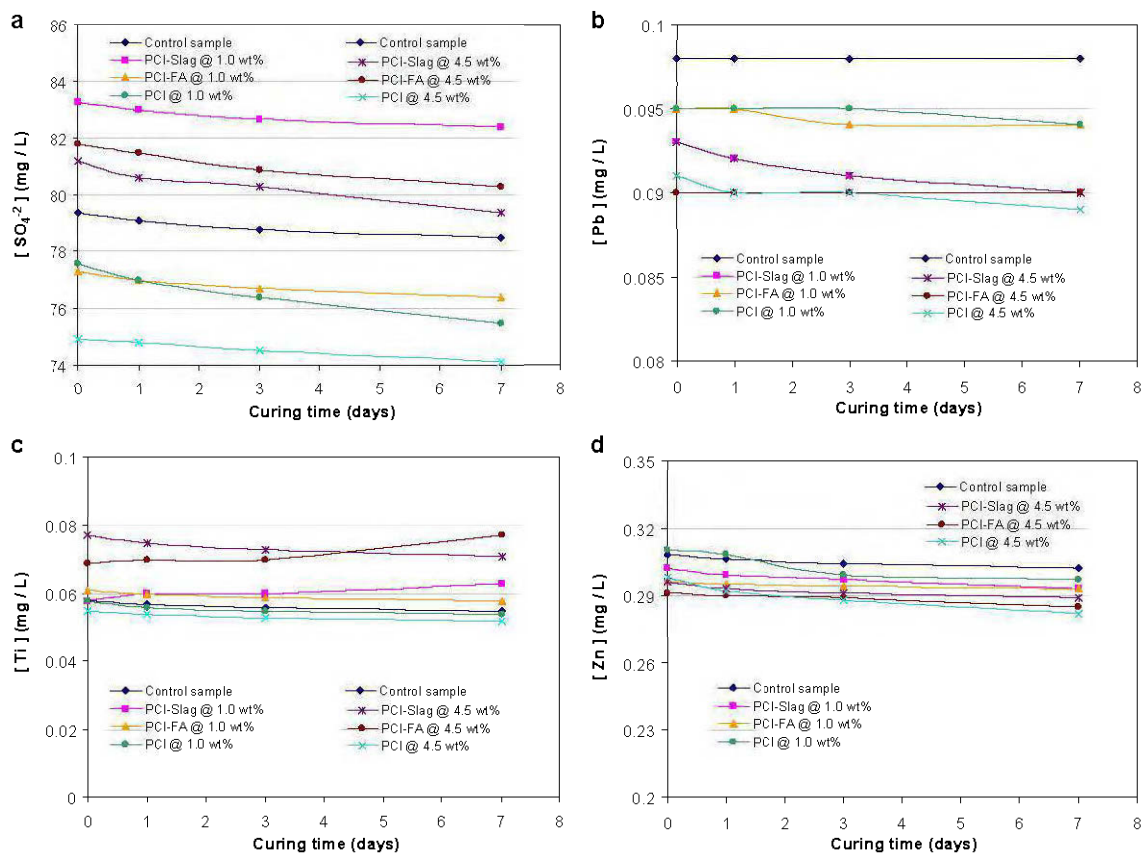 a
[ SO₄⁻² ] (mg / L)
86
84
82
80
78
76
74
Control sample
PCI-Slag @ 1.0 wt%
PCI-FA @ 1.0 wt%
PCI @ 1.0 wt%
Control sample
PCI-Slag @ 4.5 wt%
PCI-FA @ 4.5 wt%
PCI @ 4.5 wt%
0 1 2 3 4 5 6 7 8
Curing time (days)
b
[ Pb ] (mg / L)
0.1
0.095
0.09
0.085
0.08
Control sample
PCI-Slag @ 1.0 wt%
PCI-FA @ 1.0 wt%
PCI @ 1.0 wt%
Control sample
PCI-Slag @ 4.5 wt%
PCI-FA @ 4.5 wt%
PCI @ 4.5 wt%
0 1 2 3 4 5 6 7 8
Curing time (days)
c
[ Ti ] (mg / L)
0.1
0.08
0.06
0.04
0.02
0
Control sample
PCI-Slag @ 1.0 wt%
PCI-FA @ 1.0 wt%
PCI @ 1.0 wt%
Control sample
PCI-Slag @ 4.5 wt%
PCI-FA @ 4.5 wt%
PCI @ 4.5 wt%
0 1 2 3 4 5 6 7 8
Curing time (days)
d
[ Zn ] (mg / L)
0.35
0.32
0.29
0.26
0.23
0.2
Control sample
PCI-Slag @ 4.5 wt%
PCI-FA @ 4.5 wt%
PCI @ 4.5 wt%
Control sample
PCI-Slag @ 1.0 wt%
PCI-FA @ 1.0 wt%
PCI @ 1.0 wt%
0 1 2 3 4 5 6 7 8
Curing time (days)